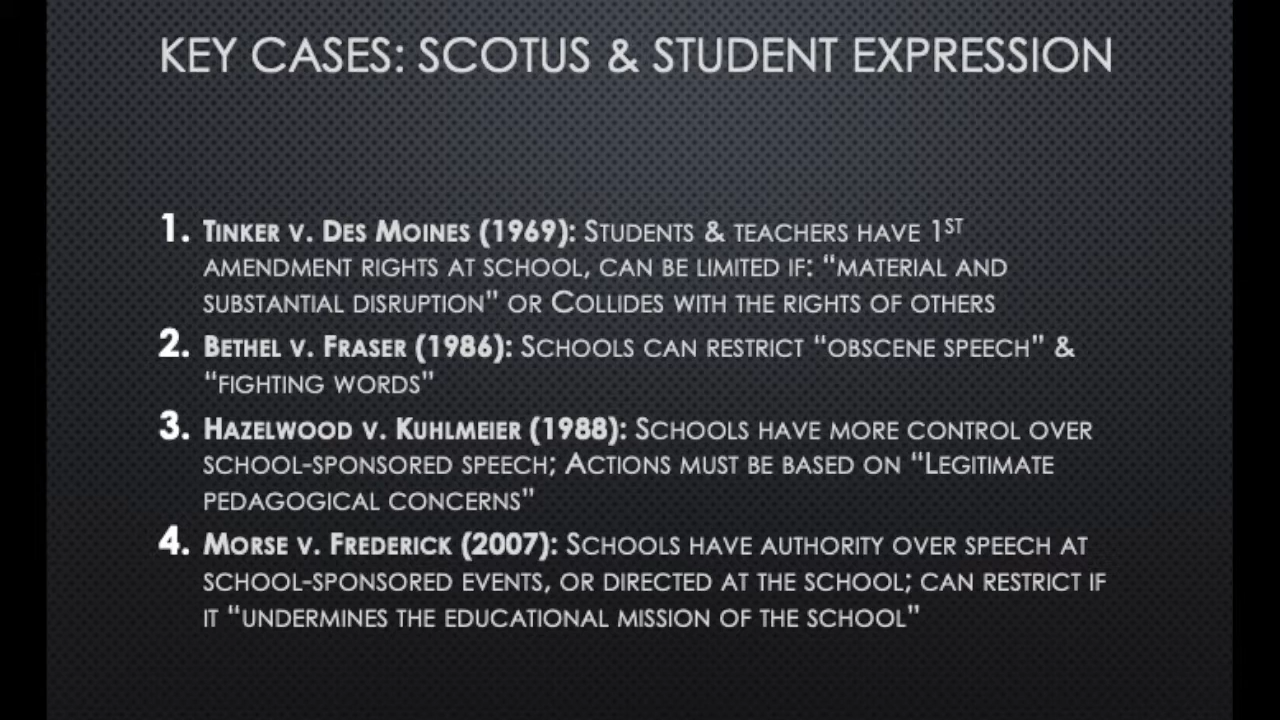 KEY CASES: SCOTUS & STUDENT EXPRESSION
1. TINKER V. DES MOINES (1969): STUDENTS & TEACHERS HAVE 1ST
AMENDMENT RIGHTS AT SCHOOL, CAN BE LIMITED IF: “MATERIAL AND
SUBSTANTIAL DISRUPTION” OR COLLIDES WITH THE RIGHTS OF OTHERS
2. BETHEL V. FRASER (1986): SCHOOLS CAN RESTRICT “OBSCENE SPEECH” &
“FIGHTING WORDS”
3. HAZELWOOD V. KUHLMEIER (1988): SCHOOLS HAVE MORE CONTROL OVER
SCHOOL-SPONSORED SPEECH; ACTIONS MUST BE BASED ON “LEGITIMATE
PEDAGOGICAL CONCERNS”
4. MORSE V. FREDERICK (2007): SCHOOLS HAVE AUTHORITY OVER SPEECH AT
SCHOOL-SPONSORED EVENTS, OR DIRECTED AT THE SCHOOL; CAN RESTRICT IF
IT “UNDERMINES THE EDUCATIONAL MISSION OF THE SCHOOL”